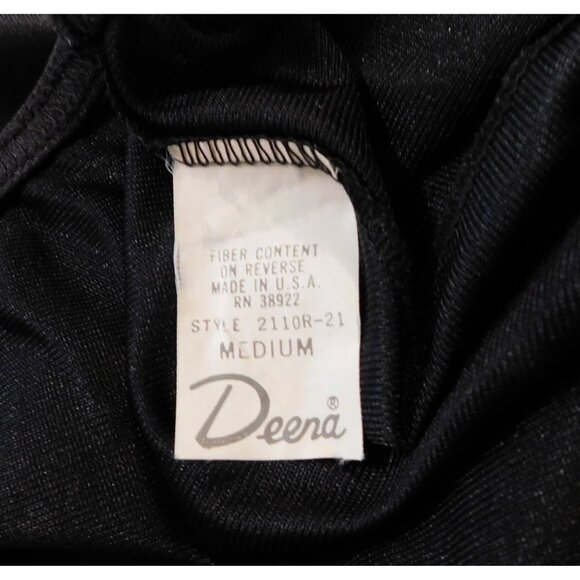 FIBER CONTENT
ON REVERSE
MADE IN U.S.A.
RN 38922
STYLE 2110R-21
MEDIUM
Deena®